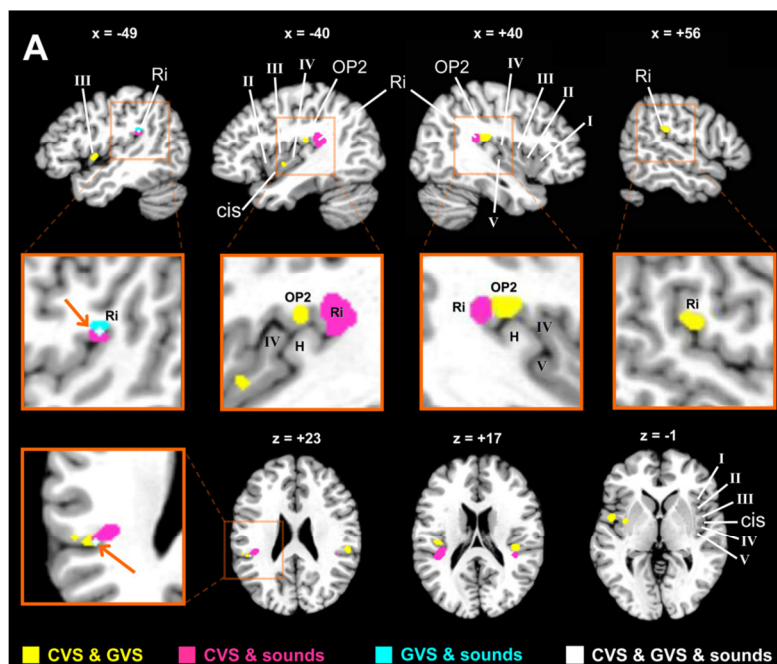 A
x = -49 x = -40 x = +40 x = +56
III Ri II III IV OP2 Ri OP2 IV III II I Ri
cis V
Ri OP2 Ri IV H Ri OP2 IV H V Ri
z = +23 z = +17 z = -1
I
II
III
cis
IV
V
CVS & GVS CVS & sounds GVS & sounds CVS & GVS & sounds